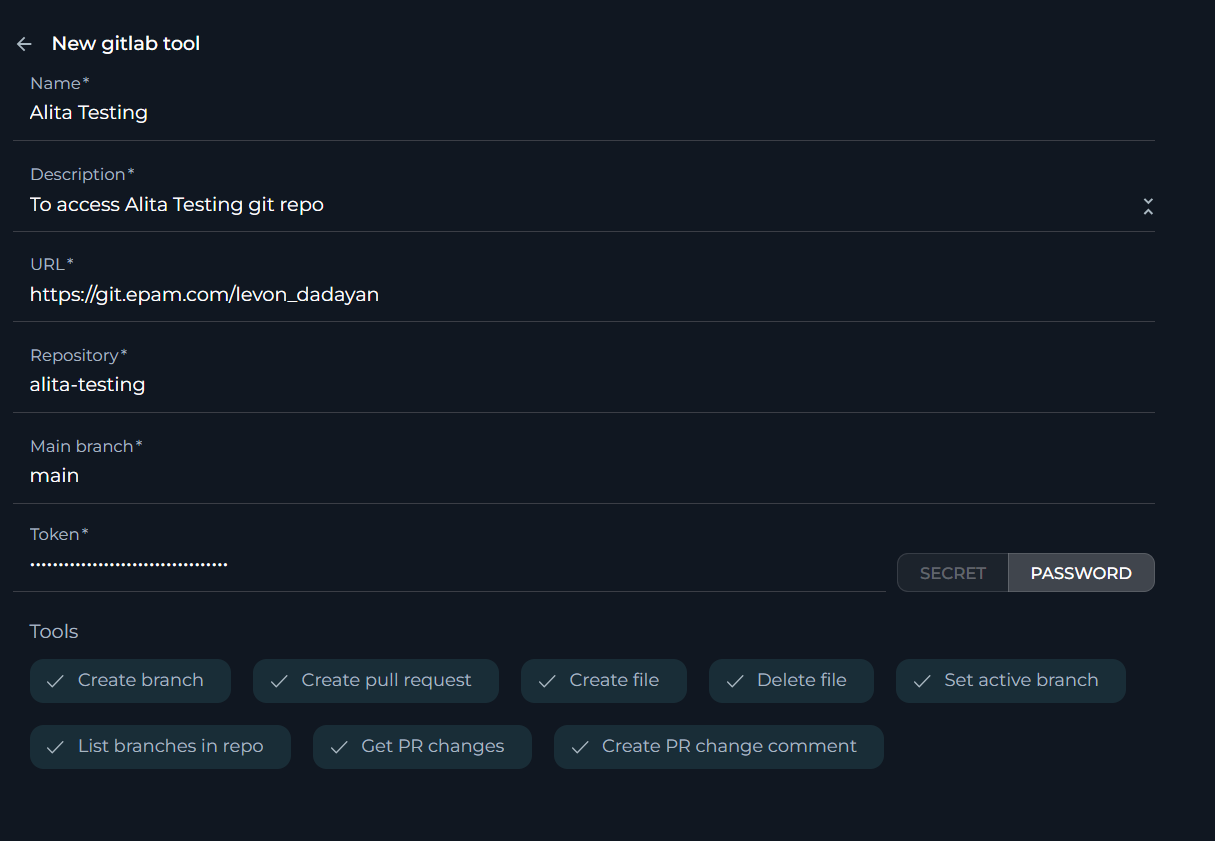 New gitlab tool
Name*
Alita Testing
Description*
To access Alita Testing git repo
URL*
https://git.epam.com/levon_dadayan
Repository*
alita-testing
Main branch*
main
Token*
•••••••••••••••••••••••••••••••••••
SECRET PASSWORD
Tools
Create branch Create pull request Create file Delete file Set active branch
List branches in repo Get PR changes Create PR change comment